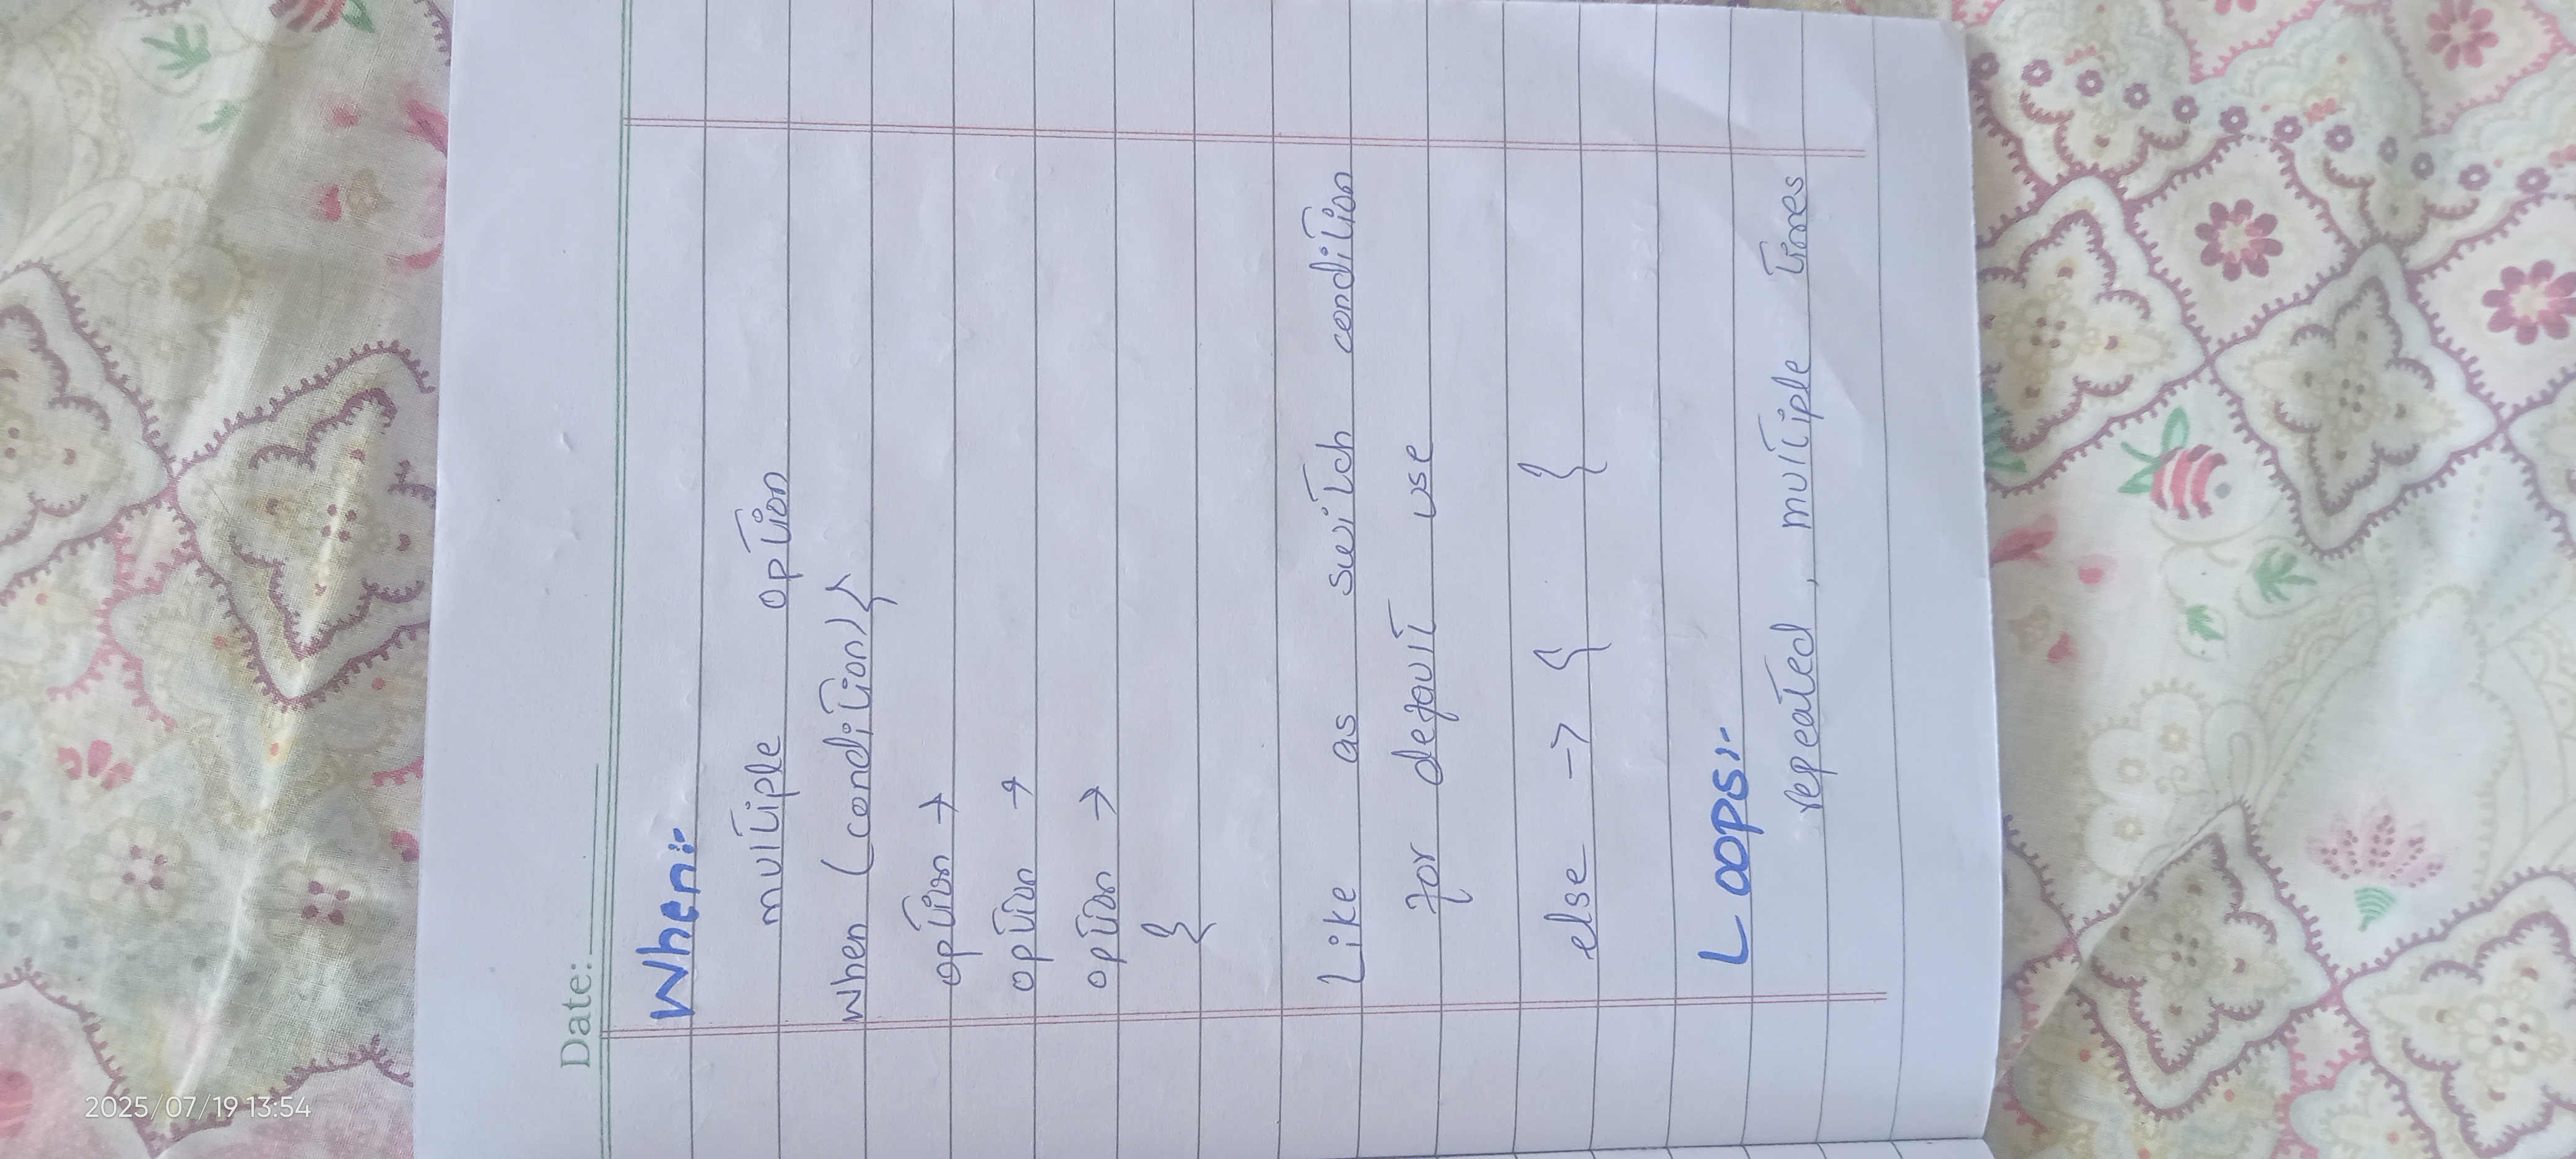 2025/07/19 13:54
Date:
When:-
multiple option
when (condition){
option →
option →
option →
}
Like as switch condition
for default use
else -> { }
Loops:-
repeated, multiple times